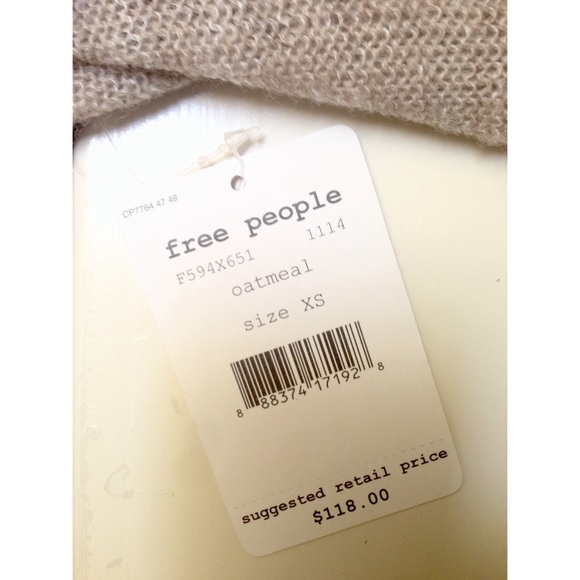 CP7764 47 49
free people
F594X651 1114
oatmeal
size XS
8 88374 17192 8
suggested retail price
$118.00